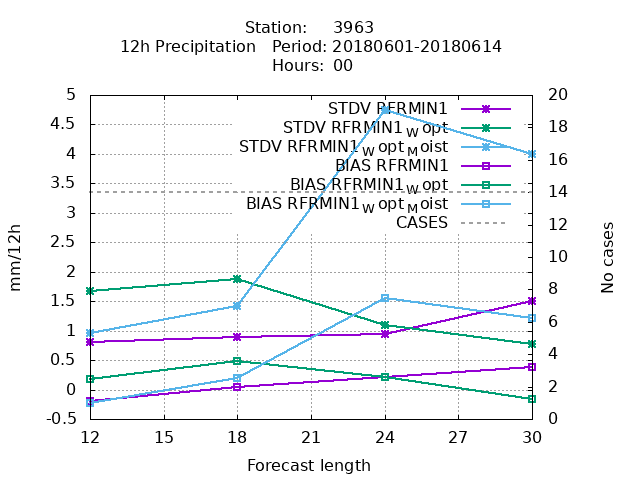 Station: 3963
12h Precipitation Period: 20180601-20180614
Hours: 00
5
4.5
4
3.5
3
2.5
2
1.5
1
0.5
0
-0.5
mm/12h
STDV RFRMIN1
STDV RFRMIN1_W opt
STDV RFRMIN1_W opt_M oist
BIAS RFRMIN1
BIAS RFRMIN1_W opt
BIAS RFRMIN1_W opt_M oist
CASES
20
18
16
14
12
10
8
6
4
2
0
No cases
12 15 18 21 24 27 30
Forecast length